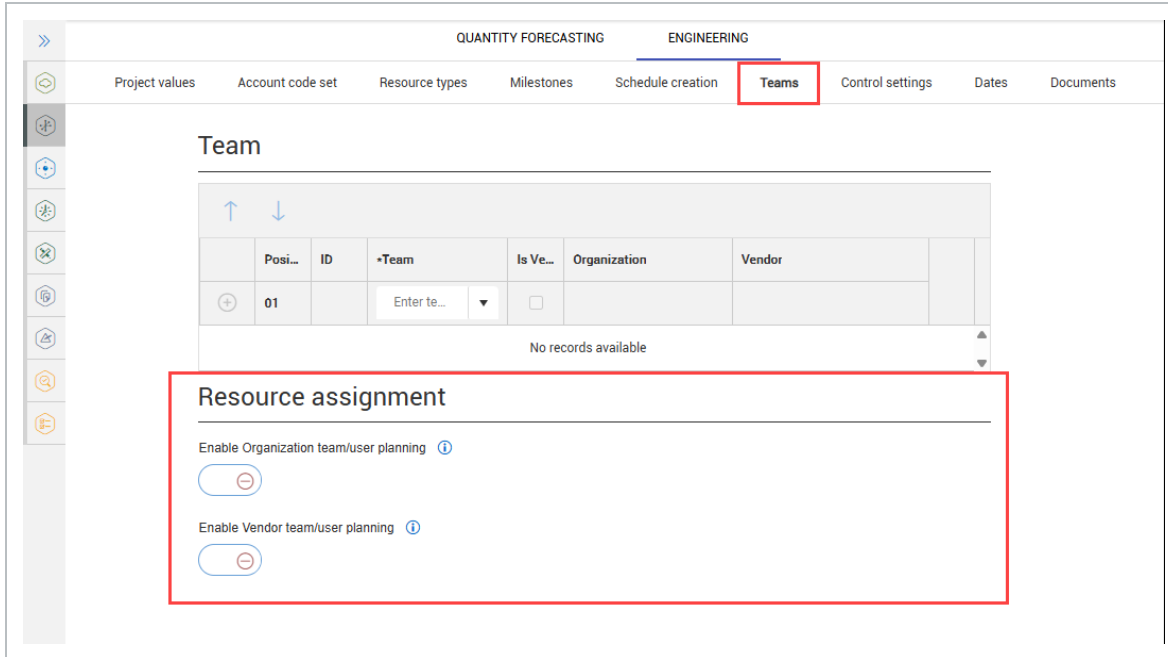 QUANTITY FORECASTING ENGINEERING
Project values Account code set Resource types Milestones Schedule creation Teams Control settings Dates Documents
Team
Posi... ID *Team Is Ve... Organization Vendor
01 Enter te...
No records available
Resource assignment
Enable Organization team/user planning
Enable Vendor team/user planning